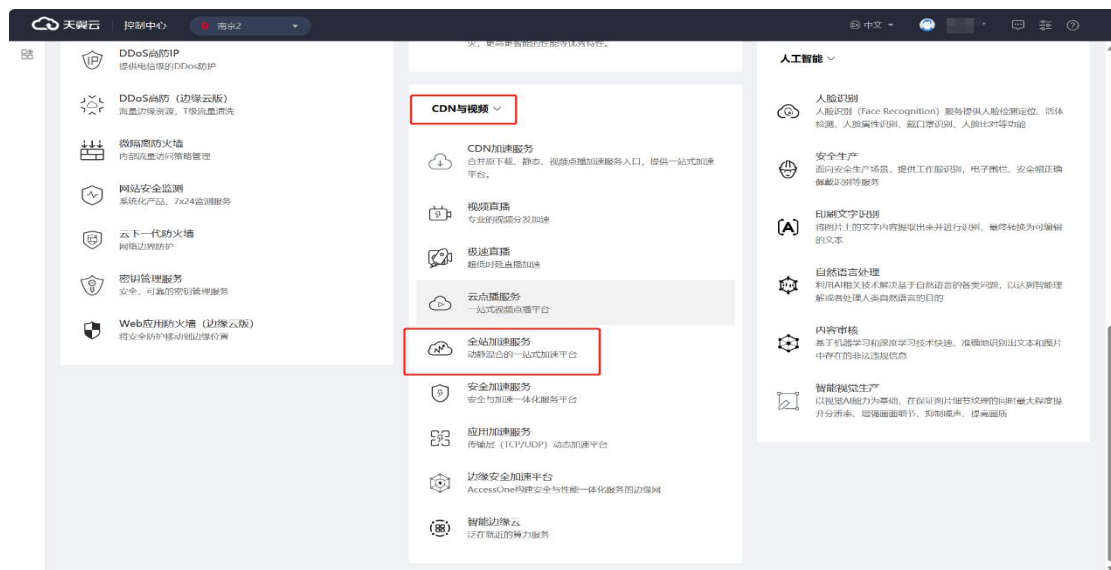 天翼云 控制中心 南京2 中文
DDoS高防IP
提供电信级的DDos防护
DDoS高防（边缘云版）
海量边缘资源，T级流量清洗
微隔离防火墙
内部流量访问策略管理
网站安全监测
系统化产品，7x24监测服务
云下一代防火墙
网络边界防护
密钥管理服务
安全、可靠的密钥管理服务
Web应用防火墙（边缘云版）
将安全防护移动到边缘位置
灾，更高更智能的性能等优秀特性。
CDN与视频
CDN加速服务
合并原下载、静态、视频点播加速服务入口，提供一站式加速
平台。
视频直播
专业的视频分发加速
极速直播
超低时延直播加速
云点播服务
一站式视频点播平台
全站加速服务
动静混合的一站式加速平台
安全加速服务
安全与加速一体化服务平台
应用加速服务
传输层（TCP/UDP）动态加速平台
边缘安全加速平台
AccessOne构建安全与性能一体化服务的边缘网
智能边缘云
泛在就近的算力服务
人工智能
人脸识别
人脸识别（Face Recognition）服务提供人脸检测定位、活体
检测、人脸属性识别、戴口罩识别、人脸比对等功能
安全生产
面向安全生产场景，提供工作服识别，电子围栏、安全帽正确
佩戴识别等服务
印刷文字识别
将图片上的文字内容提取出来并进行识别，最终转换为可编辑
的文本
自然语言处理
利用AI相关技术解决基于自然语言的各类问题，以达到智能理
解或者处理人类自然语言的目的
内容审核
基于机器学习和深度学习技术快速、准确地识别出文本和图片
中存在的非法违规信息
智能视觉生产
以视觉AI能力为基础，在保证图片细节纹理的同时最大程度提
升分辨率、增强画面细节、抑制噪声、提高画质